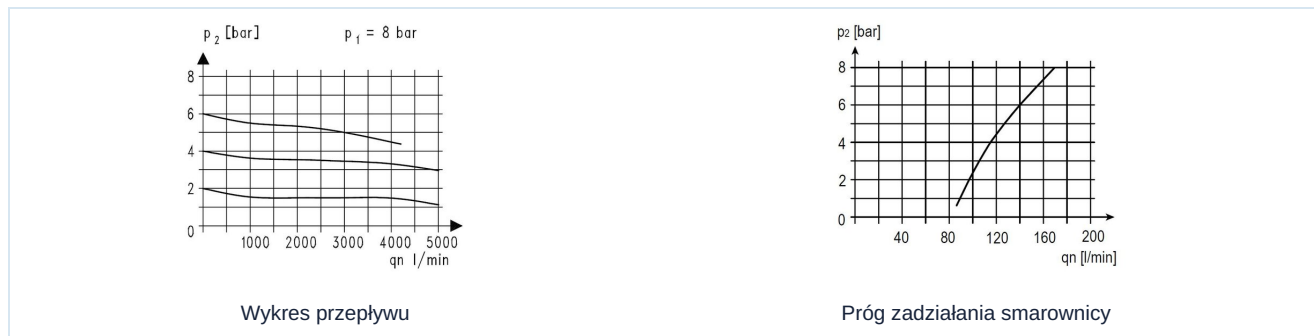 p 2 [bar] p 1 = 8 bar
8
6
4
2
0
1000 2000 3000 4000 5000
qn l/min
Wykres przepływu
p2 [bar]
8
6
4
2
0
40 80 120 160 200
qn [l/min]
Próg zadziałania smarownicy